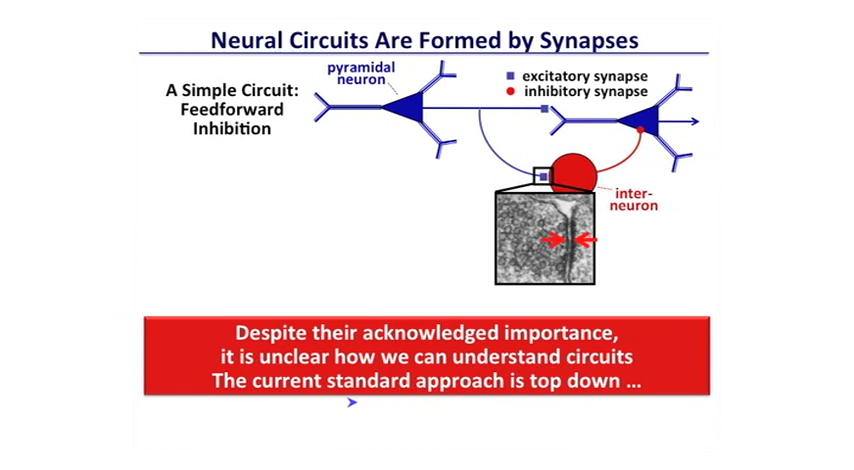 Neural Circuits Are Formed by Synapses
A Simple Circuit:
Feedforward
Inhibition
pyramidal
neuron
excitatory synapse
inhibitory synapse
inter-
neuron
Despite their acknowledged importance,
it is unclear how we can understand circuits
The current standard approach is top down ...